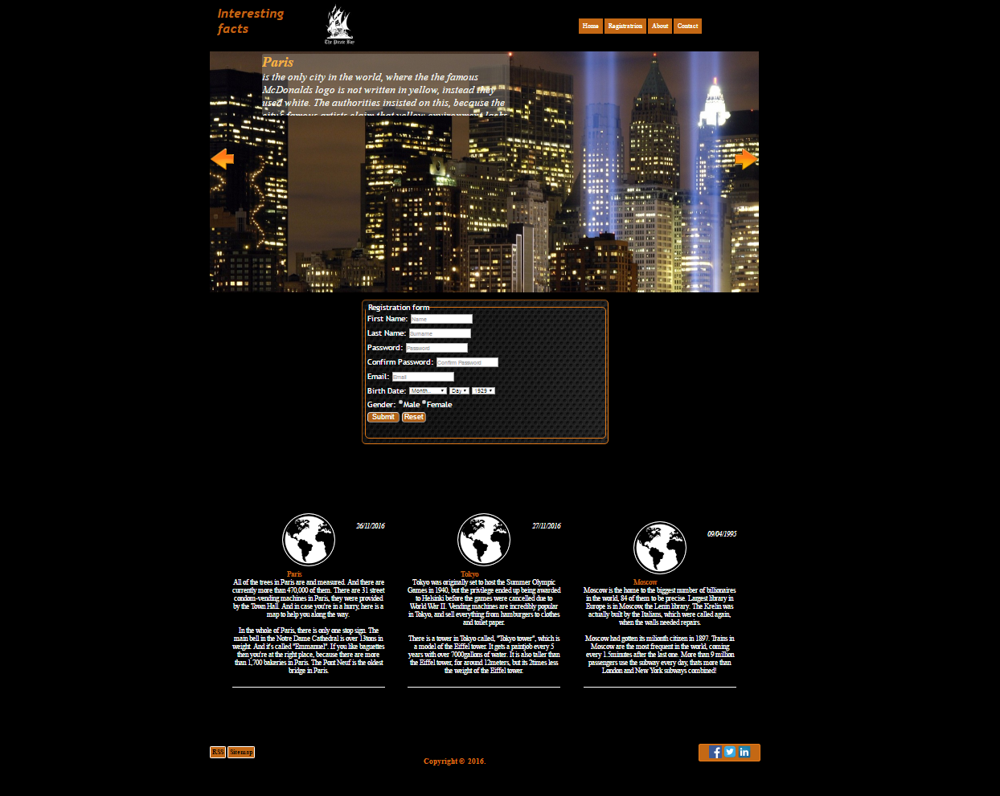 Interesting
facts
The Pirate Bay
Home Registratrion About Contact
Paris
is the only city in the world, where the the famous
McDonalds logo is not written in yellow, instead they
used white. The authorities insisted on this, because the
city's famous artists claim that yellow environment lacks
Registration form
First Name: Name
Last Name: Surname
Password: Password
Confirm Password: Confirm Password
Email: Email
Birth Date: Month.. Day 1929
Gender: Male Female
Submit Reset
26/11/2016
Paris
All of the trees in Paris are and measured. And there are
currently more than 470,000 of them. There are 31 street
condom-vending machines in Paris, they were provided
by the Town Hall. And in case you're in a hurry, here is a
map to help you along the way.
In the whole of Paris, there is only one stop sign. The
main bell in the Notre Dame Cathedral is over 13tons in
weight. And it's called "Emmanuel". If you like baguettes
then you're at the right place, because there are more
than 1,700 bakeries in Paris. The Pont Neuf is the oldest
bridge in Paris.
27/11/2016
Tokyo
Tokyo was originally set to host the Summer Olympic
Games in 1940, but the privilege ended up being awarded
to Helsinki before the games were cancelled due to
World War II. Vending machines are incredibly popular
in Tokyo, and sell everything from hamburgers to clothes
and toilet paper.
There is a tower in Tokyo called, "Tokyo tower", which is
a model of the Eiffel tower. It gets a paintjob every 5
years with over 7000gallons of water. It is also taller than
the Eiffel tower, for around 12meters, but its 2times less
the weight of the Eiffel tower.
09/04/1995
Moscow
Moscow is the home to the biggest number of billionaires
in the world, 84 of them to be precise. Largest library in
Europe is in Moscow, the Lenin library. The Krelin was
actually built by the Italians, which were called again,
when the walls needed repairs.
Moscow had gotten its milionth citizen in 1897. Trains in
Moscow are the most frequent in the world, coming
every 1.5minutes after the last one. More than 9 million
passengers use the subway every day, thats more than
London and New York subways combined!
RSS Sitemap
Copyright © 2016.